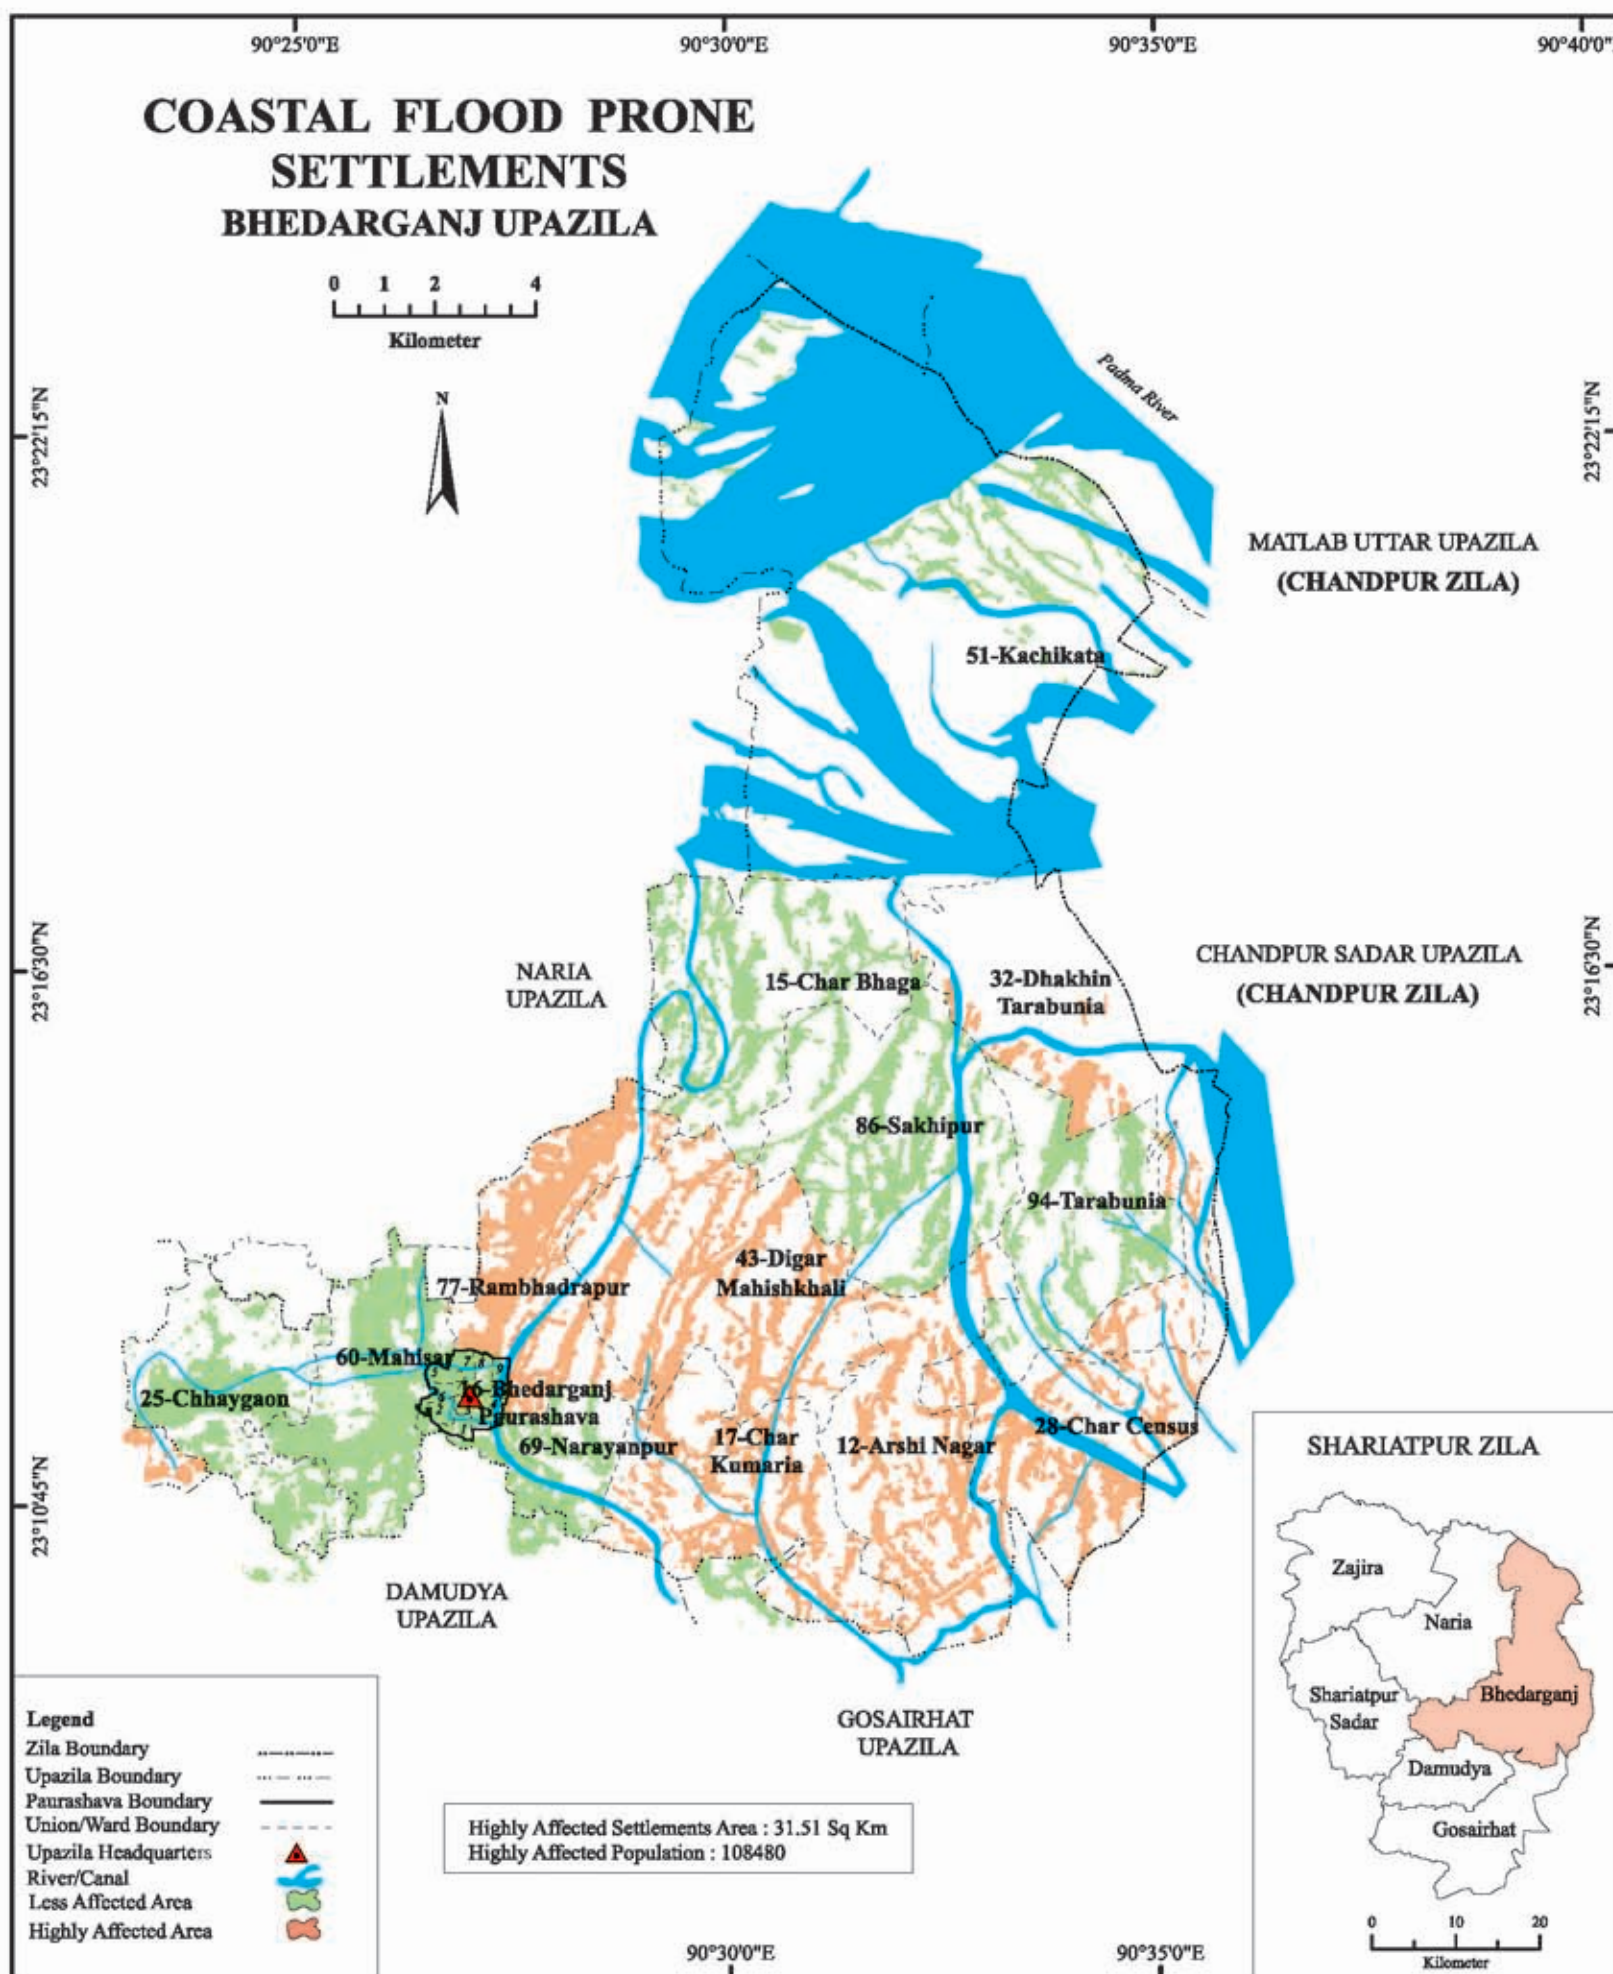 90°25'0"E
90°30'0"E
90°35'0"E
90°40'0"
COASTAL FLOOD PRONE
SETTLEMENTS
BHEDARGANJ UPAZILA
0 1 2 4
Kilometer
N
Padma River
23°22'15"N
23°22'15"N
MATLAB UTTAR UPAZILA
(CHANDPUR ZILA)
51-Kachikata
23°16'30"N
23°16'30"N
NARIA
UPAZILA
15-Char Bhaga
32-Dhakhin
Tarabunia
CHANDPUR SADAR UPAZILA
(CHANDPUR ZILA)
86-Sakhipur
94-Tarabunia
43-Digar
Mahishkhali
77-Rambhadrapur
60-Mahisar
7 8 9
25-Chhaygaon
16-Bhedarganj
Paurashava
69-Narayanpur
17-Char
Kumaria
12-Arshi Nagar
28-Char Census
23°10'45"N
DAMUDYA
UPAZILA
GOSAIRHAT
UPAZILA
SHARIATPUR ZILA
Zajira
Naria
Shariatpur
Sadar
Bhedarganj
Damudya
Gosairhat
0 10 20
Kilometer
Legend
Zila Boundary
Upazila Boundary
Paurashava Boundary
Union/Ward Boundary
Upazila Headquarters
River/Canal
Less Affected Area
Highly Affected Area
Highly Affected Settlements Area : 31.51 Sq Km
Highly Affected Population : 108480
90°30'0"E
90°35'0"E